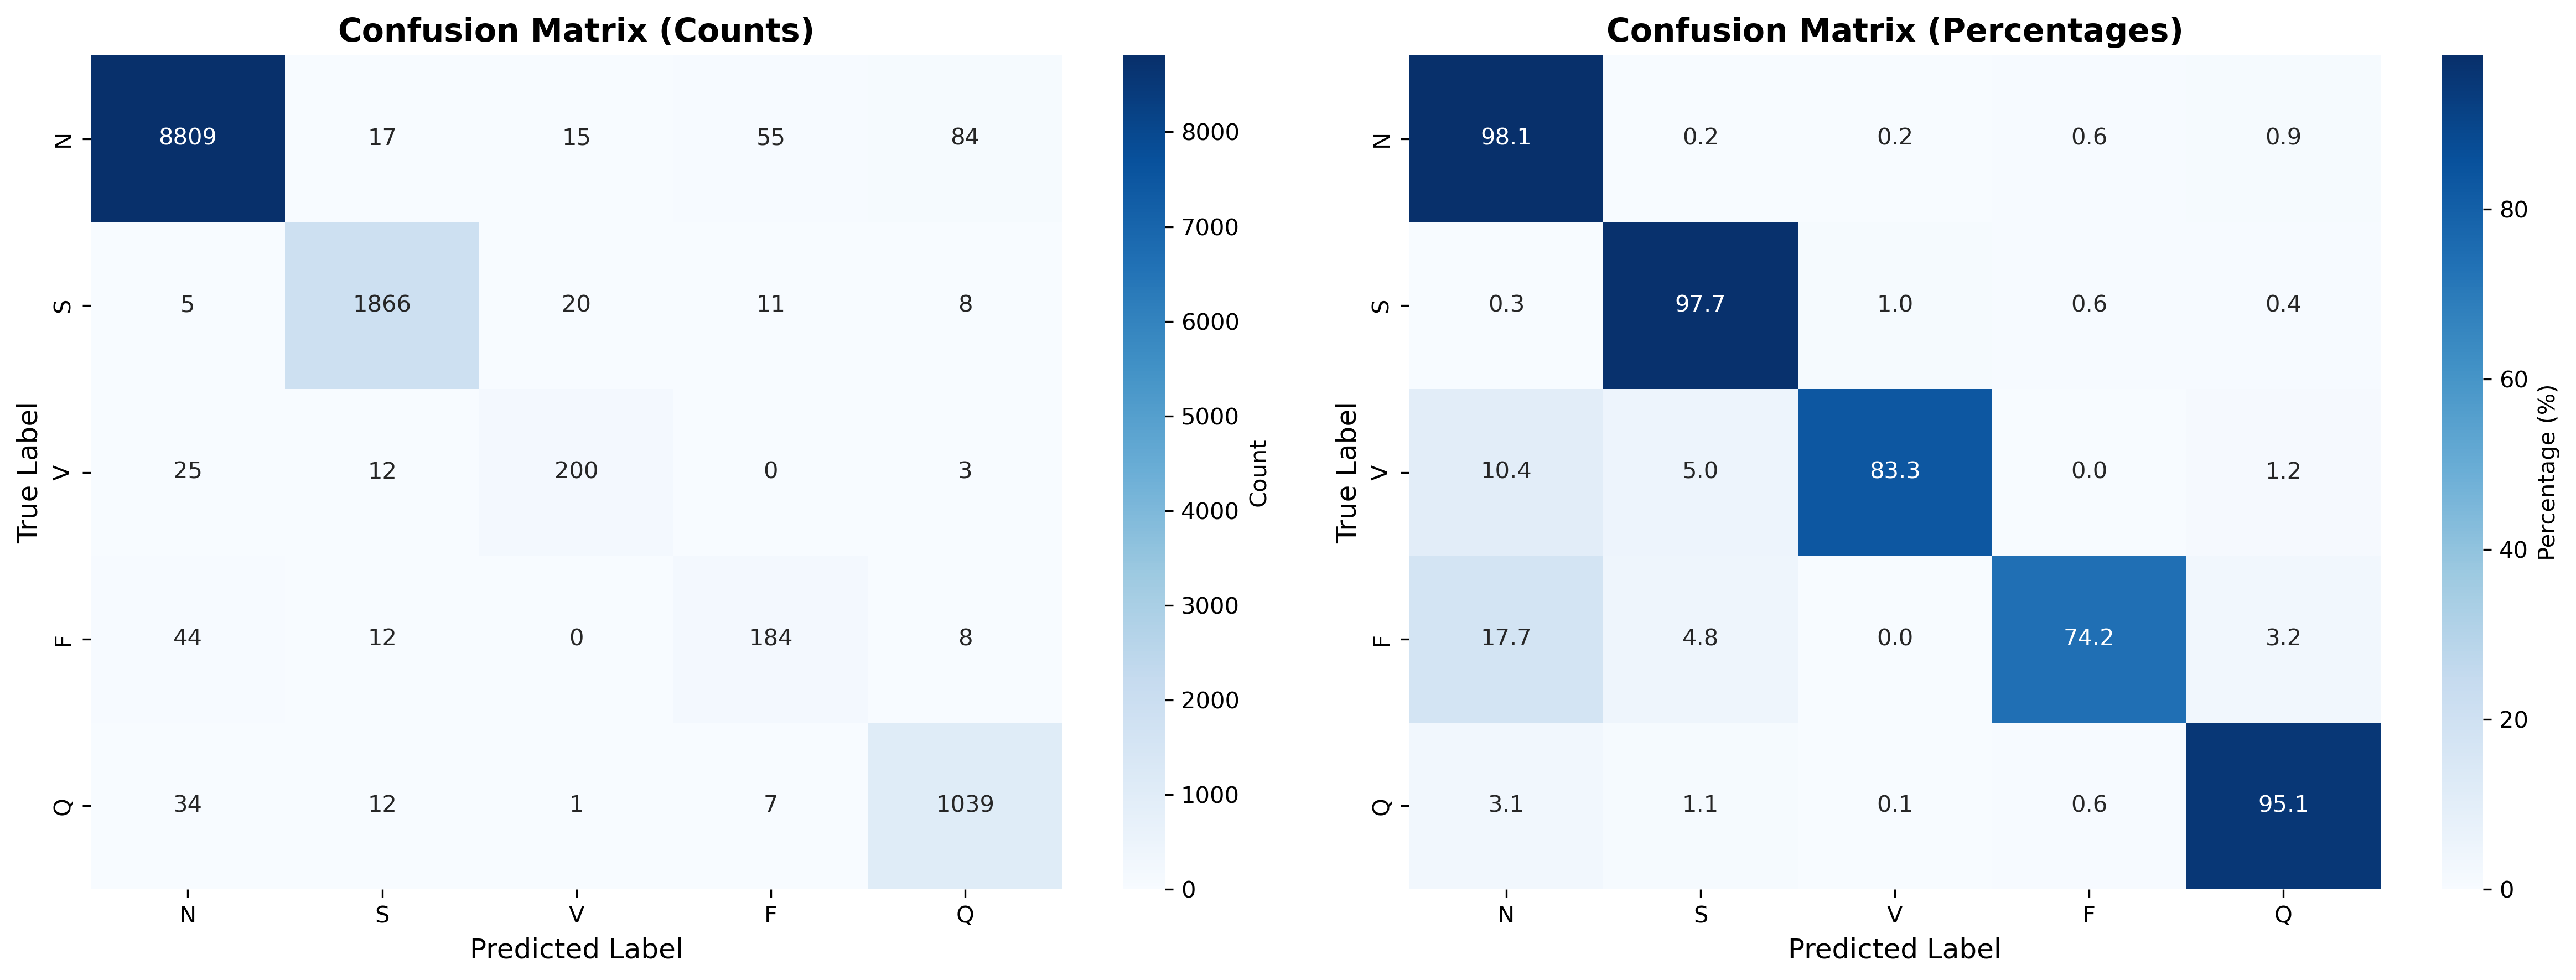 Confusion Matrix (Counts)
N 8809 17 15 55 84
S 5 1866 20 11 8
V 25 12 200 0 3
F 44 12 0 184 8
Q 34 12 1 7 1039
N S V F Q
Predicted Label
True Label
8000
7000
6000
5000
4000
3000
2000
1000
0
Count
Confusion Matrix (Percentages)
N 98.1 0.2 0.2 0.6 0.9
S 0.3 97.7 1.0 0.6 0.4
V 10.4 5.0 83.3 0.0 1.2
F 17.7 4.8 0.0 74.2 3.2
Q 3.1 1.1 0.1 0.6 95.1
N S V F Q
Predicted Label
True Label
80
60
40
20
0
Percentage (%)